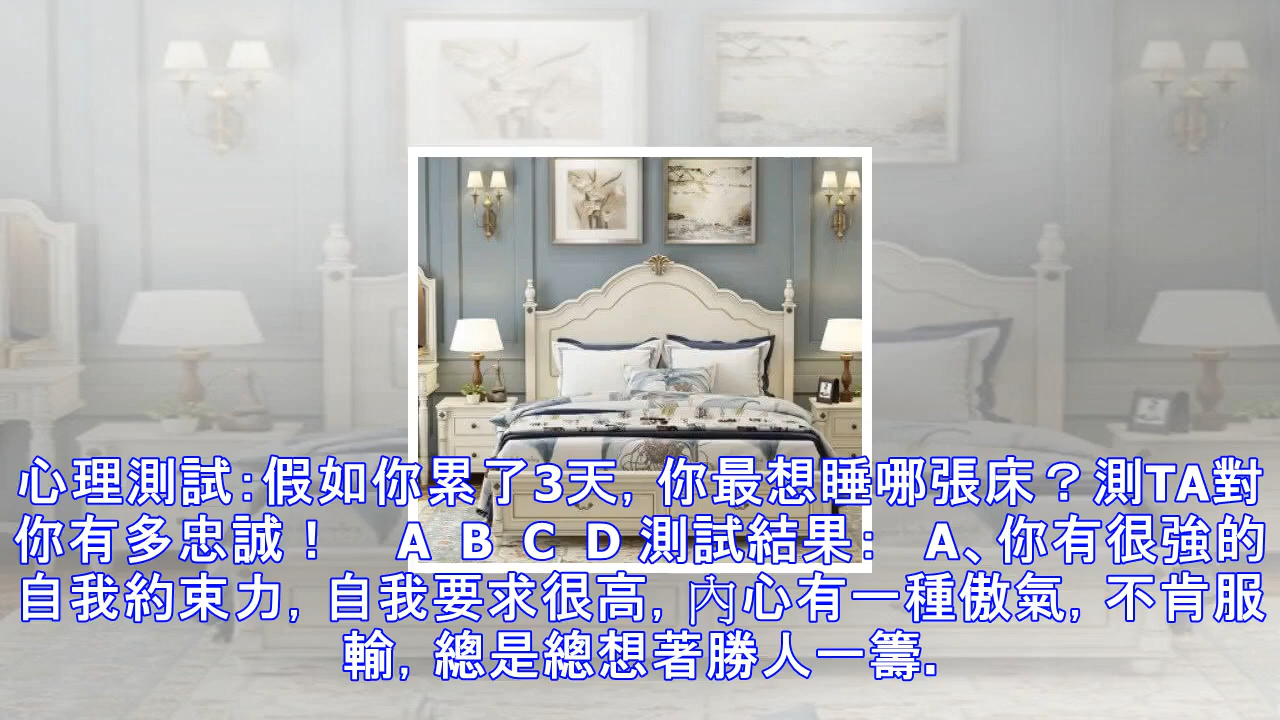 心理測試:假如你累了3天, 你最想睡哪張床？測TA對
你有多忠誠！ A B C D 測試結果: A、你有很強的
自我約束力, 自我要求很高, 內心有一種傲氣, 不肯服
輸, 總是總想著勝人一籌.